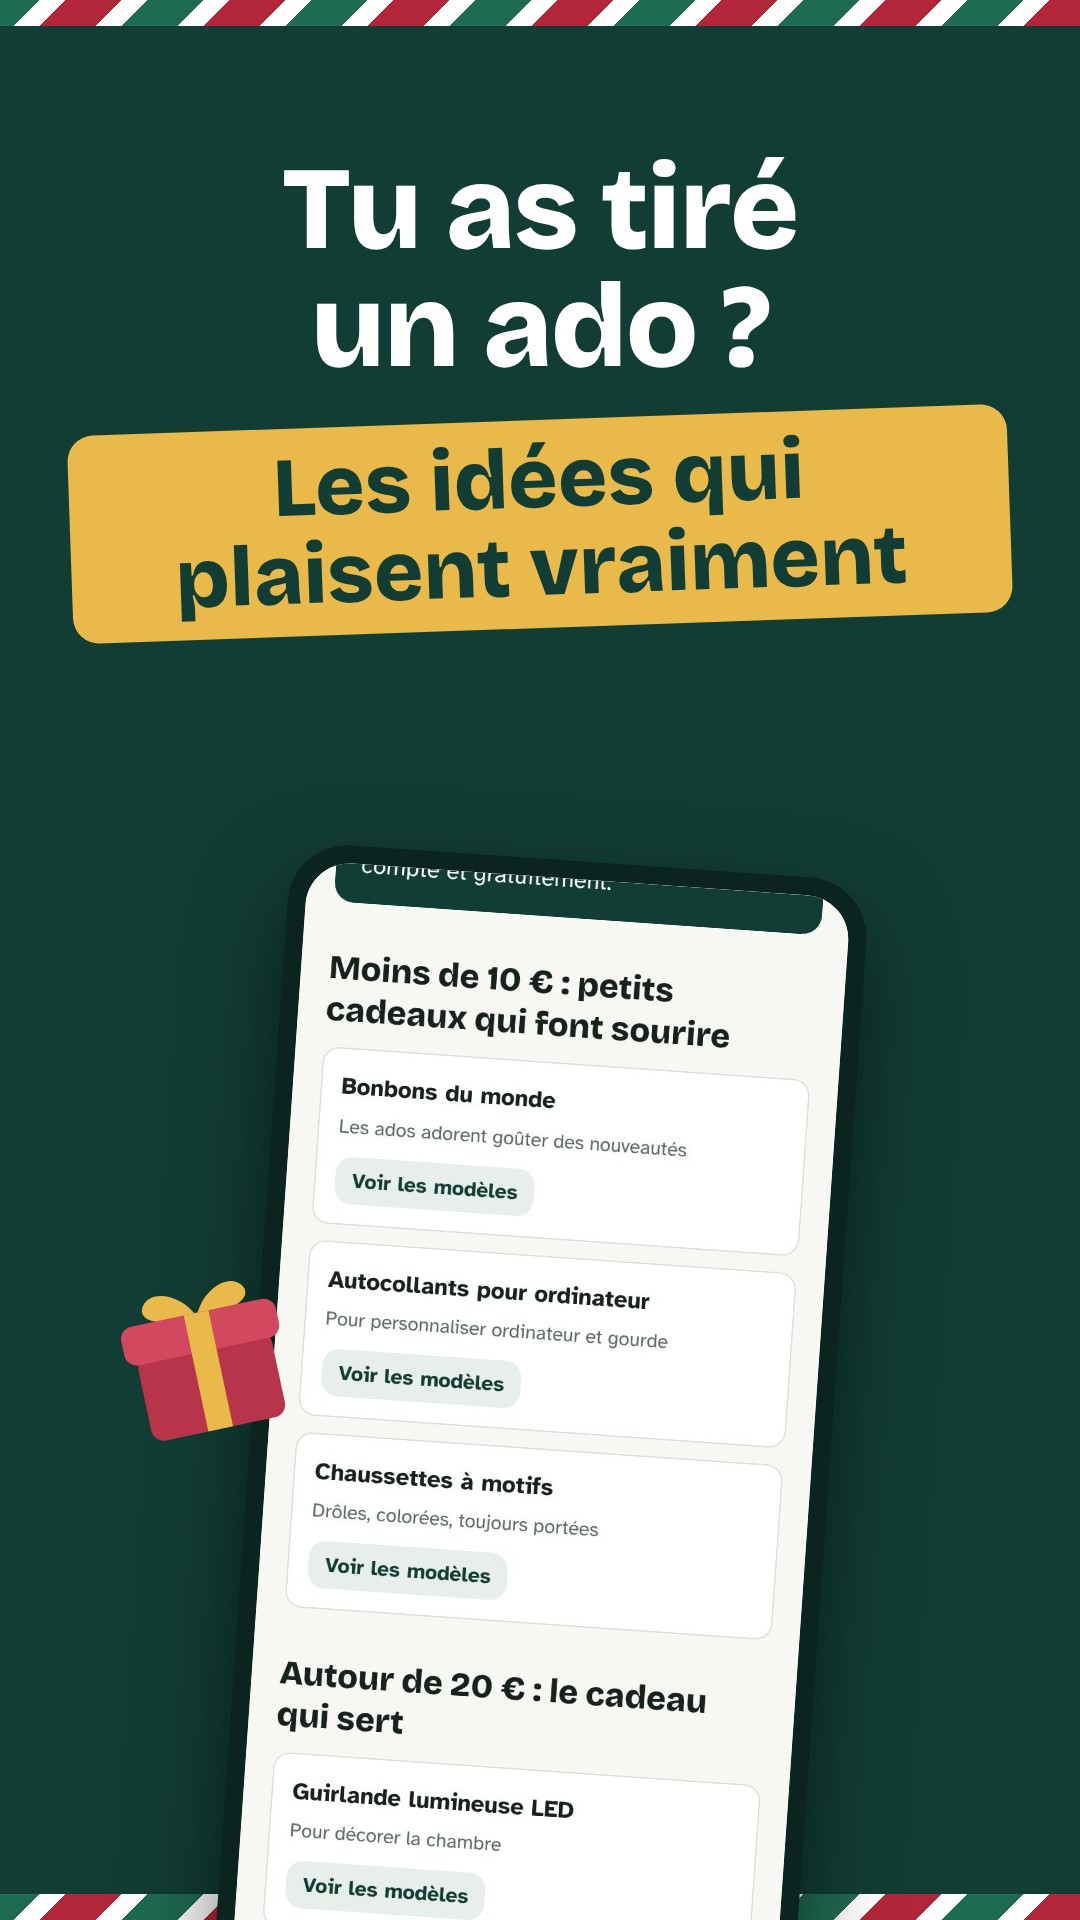 Tu as tiré
un ado ?
Les idées qui
plaisent vraiment
compte et gratuitement.
Moins de 10 € : petits
cadeaux qui font sourire
Bonbons du monde
Les ados adorent goûter des nouveautés
Voir les modèles
Autocollants pour ordinateur
Pour personnaliser ordinateur et gourde
Voir les modèles
Chaussettes à motifs
Drôles, colorées, toujours portées
Voir les modèles
Autour de 20 € : le cadeau
qui sert
Guirlande lumineuse LED
Pour décorer la chambre
Voir les modèles